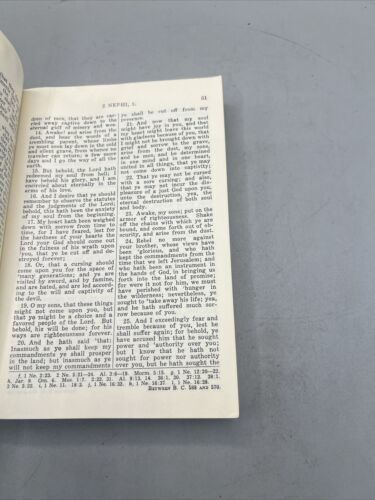 2 NEPHI, 1.
51
dren of men, that they are car-
ried away captive down to the
eternal gulf of misery and woe.
14. Awake! and arise from the
dust, and hear the words of a
trembling parent, whose limbs
ye must soon lay down in the cold
and silent grave, from whence no
traveler can return; a few more
days and I go the way of all the
earth.
15. But behold, the Lord hath
redeemed my soul from hell; I
have beheld his glory, and I am
encircled about eternally in the
arms of his love.
16. And I desire that ye should
remember to observe the statutes
and the judgments of the Lord;
behold, this hath been the anxiety
of my soul from the beginning.
17. My heart hath been weighed
down with sorrow from time to
time, for I have feared, lest for
the hardness of your hearts the
Lord your God should come out
in the fulness of his wrath upon
you, that ye be cut off and de-
stroyed forever;
18. Or, that a cursing should
come upon you for the space of
many generations; and ye are
visited by sword, and by famine,
and are hated, and are led accord-
ing to the will and captivity of
the devil.
19. O my sons, that these things
might not come upon you, but
that ye might be a choice and a
favored people of the Lord. But
behold, his will be done; for his
ways are righteousness forever.
20. And he hath said that:
Inasmuch as ye shall keep my
commandments ye shall prosper
in the land; but inasmuch as ye
will not keep my commandments
ye shall be cut off from my
presence.
21. And now that my soul
might have joy in you, and that
my heart might leave this world
with gladness because of you, that
I might not be brought down with
grief and sorrow to the grave,
arise from the dust, my sons,
and be men, and be determined
in one mind and in one heart,
united in all things, that ye may
not come down into captivity;
22. That ye may not be cursed
with a sore cursing; and also,
that ye may not incur the dis-
pleasure of a just God upon you,
unto the destruction, yea, the
eternal destruction of both soul
and body.
23. Awake, my sons; put on the
armor of righteousness. Shake
off the chains with which ye are
bound, and come forth out of ob-
scurity, and arise from the dust.
24. Rebel no more against
your brother, whose views have
been glorious, and who hath
kept the commandments from the
time that we left Jerusalem; and
who hath been an instrument in
the hands of God, in bringing us
forth into the land of promise;
for were it not for him, we must
have perished with hunger in
the wilderness; nevertheless, ye
sought to take away his life; yea,
and he hath suffered much sor-
row because of you.
25. And I exceedingly fear and
tremble because of you, lest he
shall suffer again; for behold, ye
have accused him that he sought
power and authority over you;
but I know that he hath not
sought for power nor authority
over you, but he hath sought the
BETWEEN B. C. 588 AND 570.